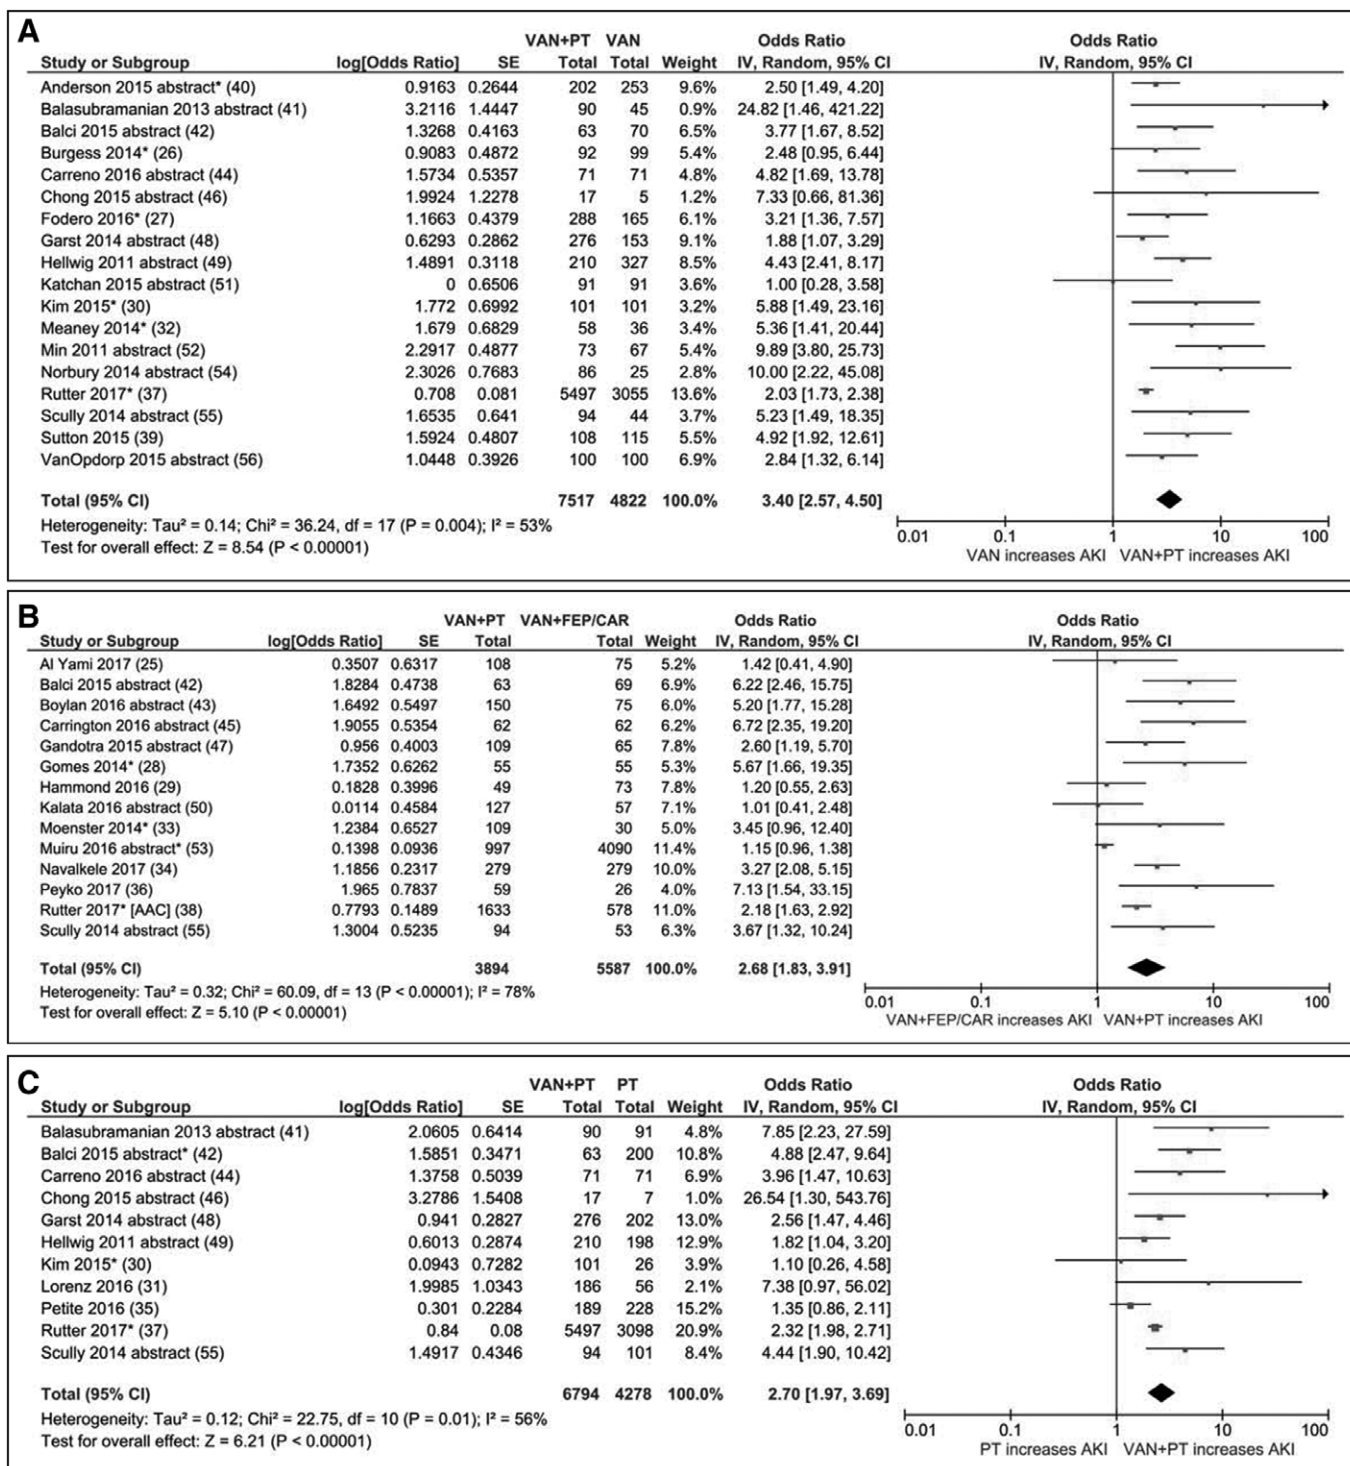 A
VAN+PT VAN Odds Ratio Odds Ratio
Study or Subgroup log[Odds Ratio] SE Total Total Weight IV, Random, 95% CI IV, Random, 95% CI
Anderson 2015 abstract* (40) 0.9163 0.2644 202 253 9.6% 2.50 [1.49, 4.20]
Balasubramanian 2013 abstract (41) 3.2116 1.4447 90 45 0.9% 24.82 [1.46, 421.22]
Balci 2015 abstract (42) 1.3268 0.4163 63 70 6.5% 3.77 [1.67, 8.52]
Burgess 2014* (26) 0.9083 0.4872 92 99 5.4% 2.48 [0.95, 6.44]
Carreno 2016 abstract (44) 1.5734 0.5357 71 71 4.8% 4.82 [1.69, 13.78]
Chong 2015 abstract (46) 1.9924 1.2278 17 5 1.2% 7.33 [0.66, 81.36]
Fodero 2016* (27) 1.1663 0.4379 288 165 6.1% 3.21 [1.36, 7.57]
Garst 2014 abstract (48) 0.6293 0.2862 276 153 9.1% 1.88 [1.07, 3.29]
Hellwig 2011 abstract (49) 1.4891 0.3118 210 327 8.5% 4.43 [2.41, 8.17]
Katchan 2015 abstract (51) 0 0.6506 91 91 3.6% 1.00 [0.28, 3.58]
Kim 2015* (30) 1.772 0.6992 101 101 3.2% 5.88 [1.49, 23.16]
Meaney 2014* (32) 1.679 0.6829 58 36 3.4% 5.36 [1.41, 20.44]
Min 2011 abstract (52) 2.2917 0.4877 73 67 5.4% 9.89 [3.80, 25.73]
Norbury 2014 abstract (54) 2.3026 0.7683 86 25 2.8% 10.00 [2.22, 45.08]
Rutter 2017* (37) 0.708 0.081 5497 3055 13.6% 2.03 [1.73, 2.38]
Scully 2014 abstract (55) 1.6535 0.641 94 44 3.7% 5.23 [1.49, 18.35]
Sutton 2015 (39) 1.5924 0.4807 108 115 5.5% 4.92 [1.92, 12.61]
VanOpdorp 2015 abstract (56) 1.0448 0.3926 100 100 6.9% 2.84 [1.32, 6.14]
Total (95% CI) 7517 4822 100.0% 3.40 [2.57, 4.50]
Heterogeneity: Tau² = 0.14; Chi² = 36.24, df = 17 (P = 0.004); I² = 53%
Test for overall effect: Z = 8.54 (P < 0.00001)
0.01 0.1 1 10 100
VAN increases AKI VAN+PT increases AKI
B
VAN+PT VAN+FEP/CAR Odds Ratio Odds Ratio
Study or Subgroup log[Odds Ratio] SE Total Total Weight IV, Random, 95% CI IV, Random, 95% CI
Al Yami 2017 (25) 0.3507 0.6317 108 75 5.2% 1.42 [0.41, 4.90]
Balci 2015 abstract (42) 1.8284 0.4738 63 69 6.9% 6.22 [2.46, 15.75]
Boylan 2016 abstract (43) 1.6492 0.5497 150 75 6.0% 5.20 [1.77, 15.28]
Carrington 2016 abstract (45) 1.9055 0.5354 62 62 6.2% 6.72 [2.35, 19.20]
Gandotra 2015 abstract (47) 0.956 0.4003 109 65 7.8% 2.60 [1.19, 5.70]
Gomes 2014* (28) 1.7352 0.6262 55 55 5.3% 5.67 [1.66, 19.35]
Hammond 2016 (29) 0.1828 0.3996 49 73 7.8% 1.20 [0.55, 2.63]
Kalata 2016 abstract (50) 0.0114 0.4584 127 57 7.1% 1.01 [0.41, 2.48]
Moenster 2014* (33) 1.2384 0.6527 109 30 5.0% 3.45 [0.96, 12.40]
Muiru 2016 abstract* (53) 0.1398 0.0936 997 4090 11.4% 1.15 [0.96, 1.38]
Navalkele 2017 (34) 1.1856 0.2317 279 279 10.0% 3.27 [2.08, 5.15]
Peyko 2017 (36) 1.965 0.7837 59 26 4.0% 7.13 [1.54, 33.15]
Rutter 2017* [AAC] (38) 0.7793 0.1489 1633 578 11.0% 2.18 [1.63, 2.92]
Scully 2014 abstract (55) 1.3004 0.5235 94 53 6.3% 3.67 [1.32, 10.24]
Total (95% CI) 3894 5587 100.0% 2.68 [1.83, 3.91]
Heterogeneity: Tau² = 0.32; Chi² = 60.09, df = 13 (P < 0.00001); I² = 78%
Test for overall effect: Z = 5.10 (P < 0.00001)
0.01 0.1 1 10 100
VAN+FEP/CAR increases AKI VAN+PT increases AKI
C
VAN+PT PT Odds Ratio Odds Ratio
Study or Subgroup log[Odds Ratio] SE Total Total Weight IV, Random, 95% CI IV, Random, 95% CI
Balasubramanian 2013 abstract (41) 2.0605 0.6414 90 91 4.8% 7.85 [2.23, 27.59]
Balci 2015 abstract* (42) 1.5851 0.3471 63 200 10.8% 4.88 [2.47, 9.64]
Carreno 2016 abstract (44) 1.3758 0.5039 71 71 6.9% 3.96 [1.47, 10.63]
Chong 2015 abstract (46) 3.2786 1.5408 17 7 1.0% 26.54 [1.30, 543.76]
Garst 2014 abstract (48) 0.941 0.2827 276 202 13.0% 2.56 [1.47, 4.46]
Hellwig 2011 abstract (49) 0.6013 0.2874 210 198 12.9% 1.82 [1.04, 3.20]
Kim 2015* (30) 0.0943 0.7282 101 26 3.9% 1.10 [0.26, 4.58]
Lorenz 2016 (31) 1.9985 1.0343 186 56 2.1% 7.38 [0.97, 56.02]
Petite 2016 (35) 0.301 0.2284 189 228 15.2% 1.35 [0.86, 2.11]
Rutter 2017* (37) 0.84 0.08 5497 3098 20.9% 2.32 [1.98, 2.71]
Scully 2014 abstract (55) 1.4917 0.4346 94 101 8.4% 4.44 [1.90, 10.42]
Total (95% CI) 6794 4278 100.0% 2.70 [1.97, 3.69]
Heterogeneity: Tau² = 0.12; Chi² = 22.75, df = 10 (P = 0.01); I² = 56%
Test for overall effect: Z = 6.21 (P < 0.00001)
0.01 0.1 1 10 100
PT increases AKI VAN+PT increases AKI